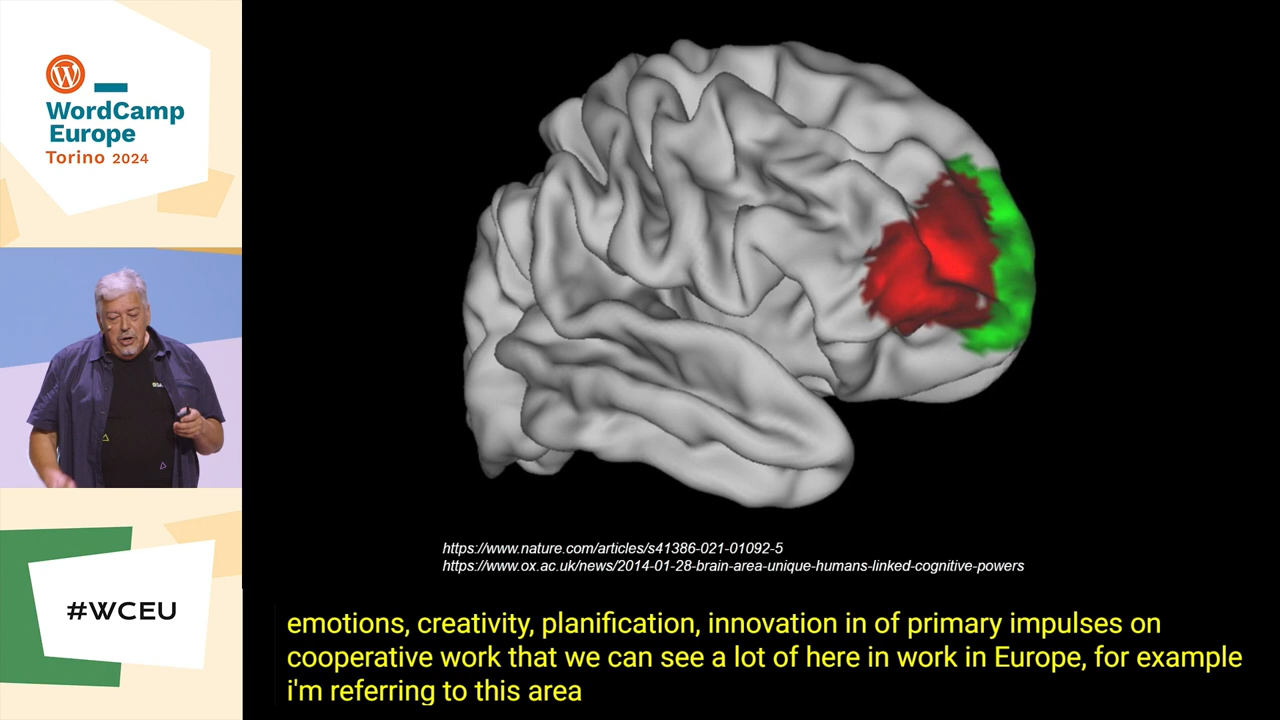 WordCamp
Europe
Torino 2024
#WCEU
https://www.nature.com/articles/s41386-021-01092-5
https://www.ox.ac.uk/news/2014-01-28-brain-area-unique-humans-linked-cognitive-powers
emotions, creativity, planification, innovation in of primary impulses on
cooperative work that we can see a lot of here in work in Europe, for example
i'm referring to this area